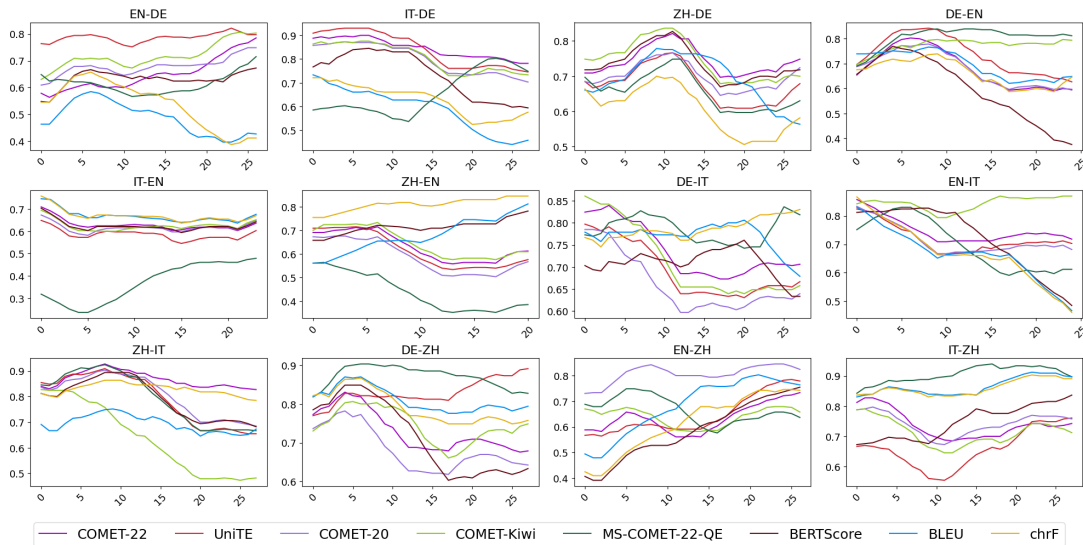 EN-DE IT-DE ZH-DE DE-EN
0.8 0.7 0.6 0.5 0.4
0 5 10 15 20 25
0.9 0.8 0.7 0.6 0.5
0 5 10 15 20 25
0.8 0.7 0.6 0.5
0 5 10 15 20 25
0.8 0.7 0.6 0.5 0.4
0 5 10 15 20 25
IT-EN ZH-EN DE-IT EN-IT
0.7 0.6 0.5 0.4 0.3
0 5 10 15 20
0.8 0.7 0.6 0.5 0.4
0 5 10 15 20
0.85 0.80 0.75 0.70 0.65 0.60
0 5 10 15 20 25
0.8 0.7 0.6 0.5
0 5 10 15 20 25
ZH-IT DE-ZH EN-ZH IT-ZH
0.9 0.8 0.7 0.6 0.5
0 5 10 15 20 25
0.9 0.8 0.7 0.6
0 5 10 15 20 25
0.8 0.7 0.6 0.5 0.4
0 5 10 15 20 25
0.9 0.8 0.7 0.6
0 5 10 15 20 25
COMET-22 UniTE COMET-20 COMET-Kiwi MS-COMET-22-QE BERTScore BLEU chrF